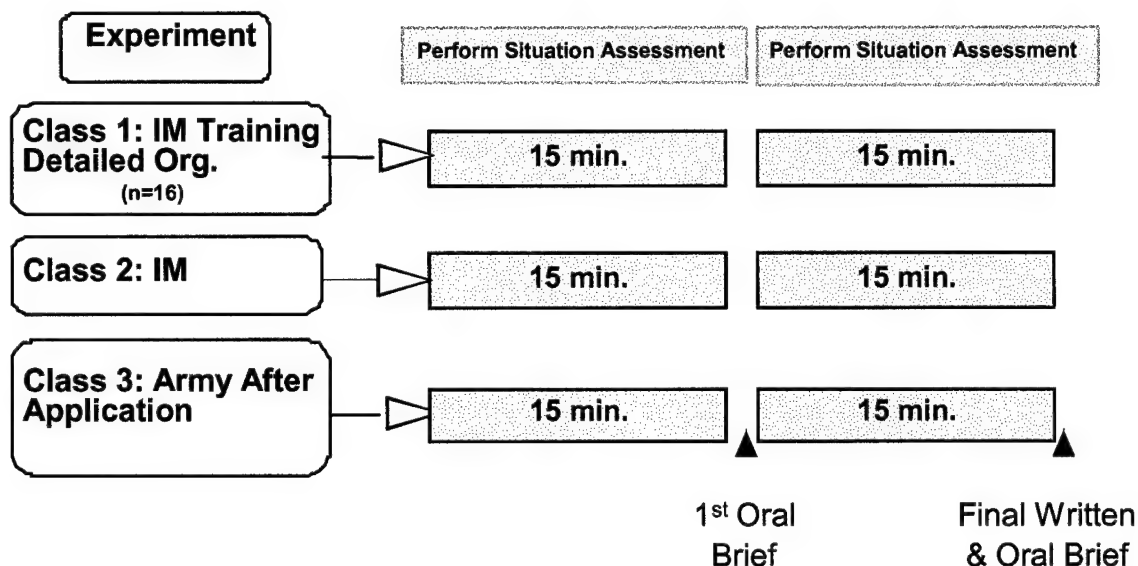 Experiment
Perform Situation Assessment
Perform Situation Assessment
Class 1: IM Training
Detailed Org.
(n=16)
15 min.
15 min.
Class 2: IM
15 min.
15 min.
Class 3: Army After
Application
15 min.
15 min.
1st Oral
Brief
Final Written
& Oral Brief